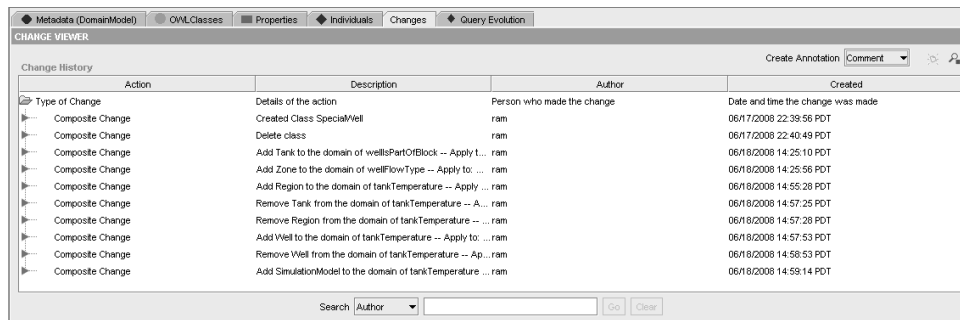 Metadata (DomainModel) OWLClasses Properties Individuals Changes Query Evolution
CHANGE VIEWER
Create Annotation Comment
Change History
Action Description Author Created
Type of Change Details of the action Person who made the change Date and time the change was made
Composite Change Created Class SpecialWell ram 06/17/2008 22:39:56 PDT
Composite Change Delete class ram 06/17/2008 22:40:49 PDT
Composite Change Add Tank to the domain of wellIsPartOfBlock -- Apply t... ram 06/18/2008 14:25:10 PDT
Composite Change Add Zone to the domain of wellFlowType -- Apply to: ... ram 06/18/2008 14:25:56 PDT
Composite Change Add Region to the domain of tankTemperature -- Apply ... ram 06/18/2008 14:55:28 PDT
Composite Change Remove Tank from the domain of tankTemperature -- A... ram 06/18/2008 14:57:25 PDT
Composite Change Remove Region from the domain of tankTemperature -- ... ram 06/18/2008 14:57:28 PDT
Composite Change Add Well to the domain of tankTemperature -- Apply to: ... ram 06/18/2008 14:57:53 PDT
Composite Change Remove Well from the domain of tankTemperature -- Ap... ram 06/18/2008 14:58:53 PDT
Composite Change Add SimulationModel to the domain of tankTemperature ... ram 06/18/2008 14:59:14 PDT
Search Author Go Clear